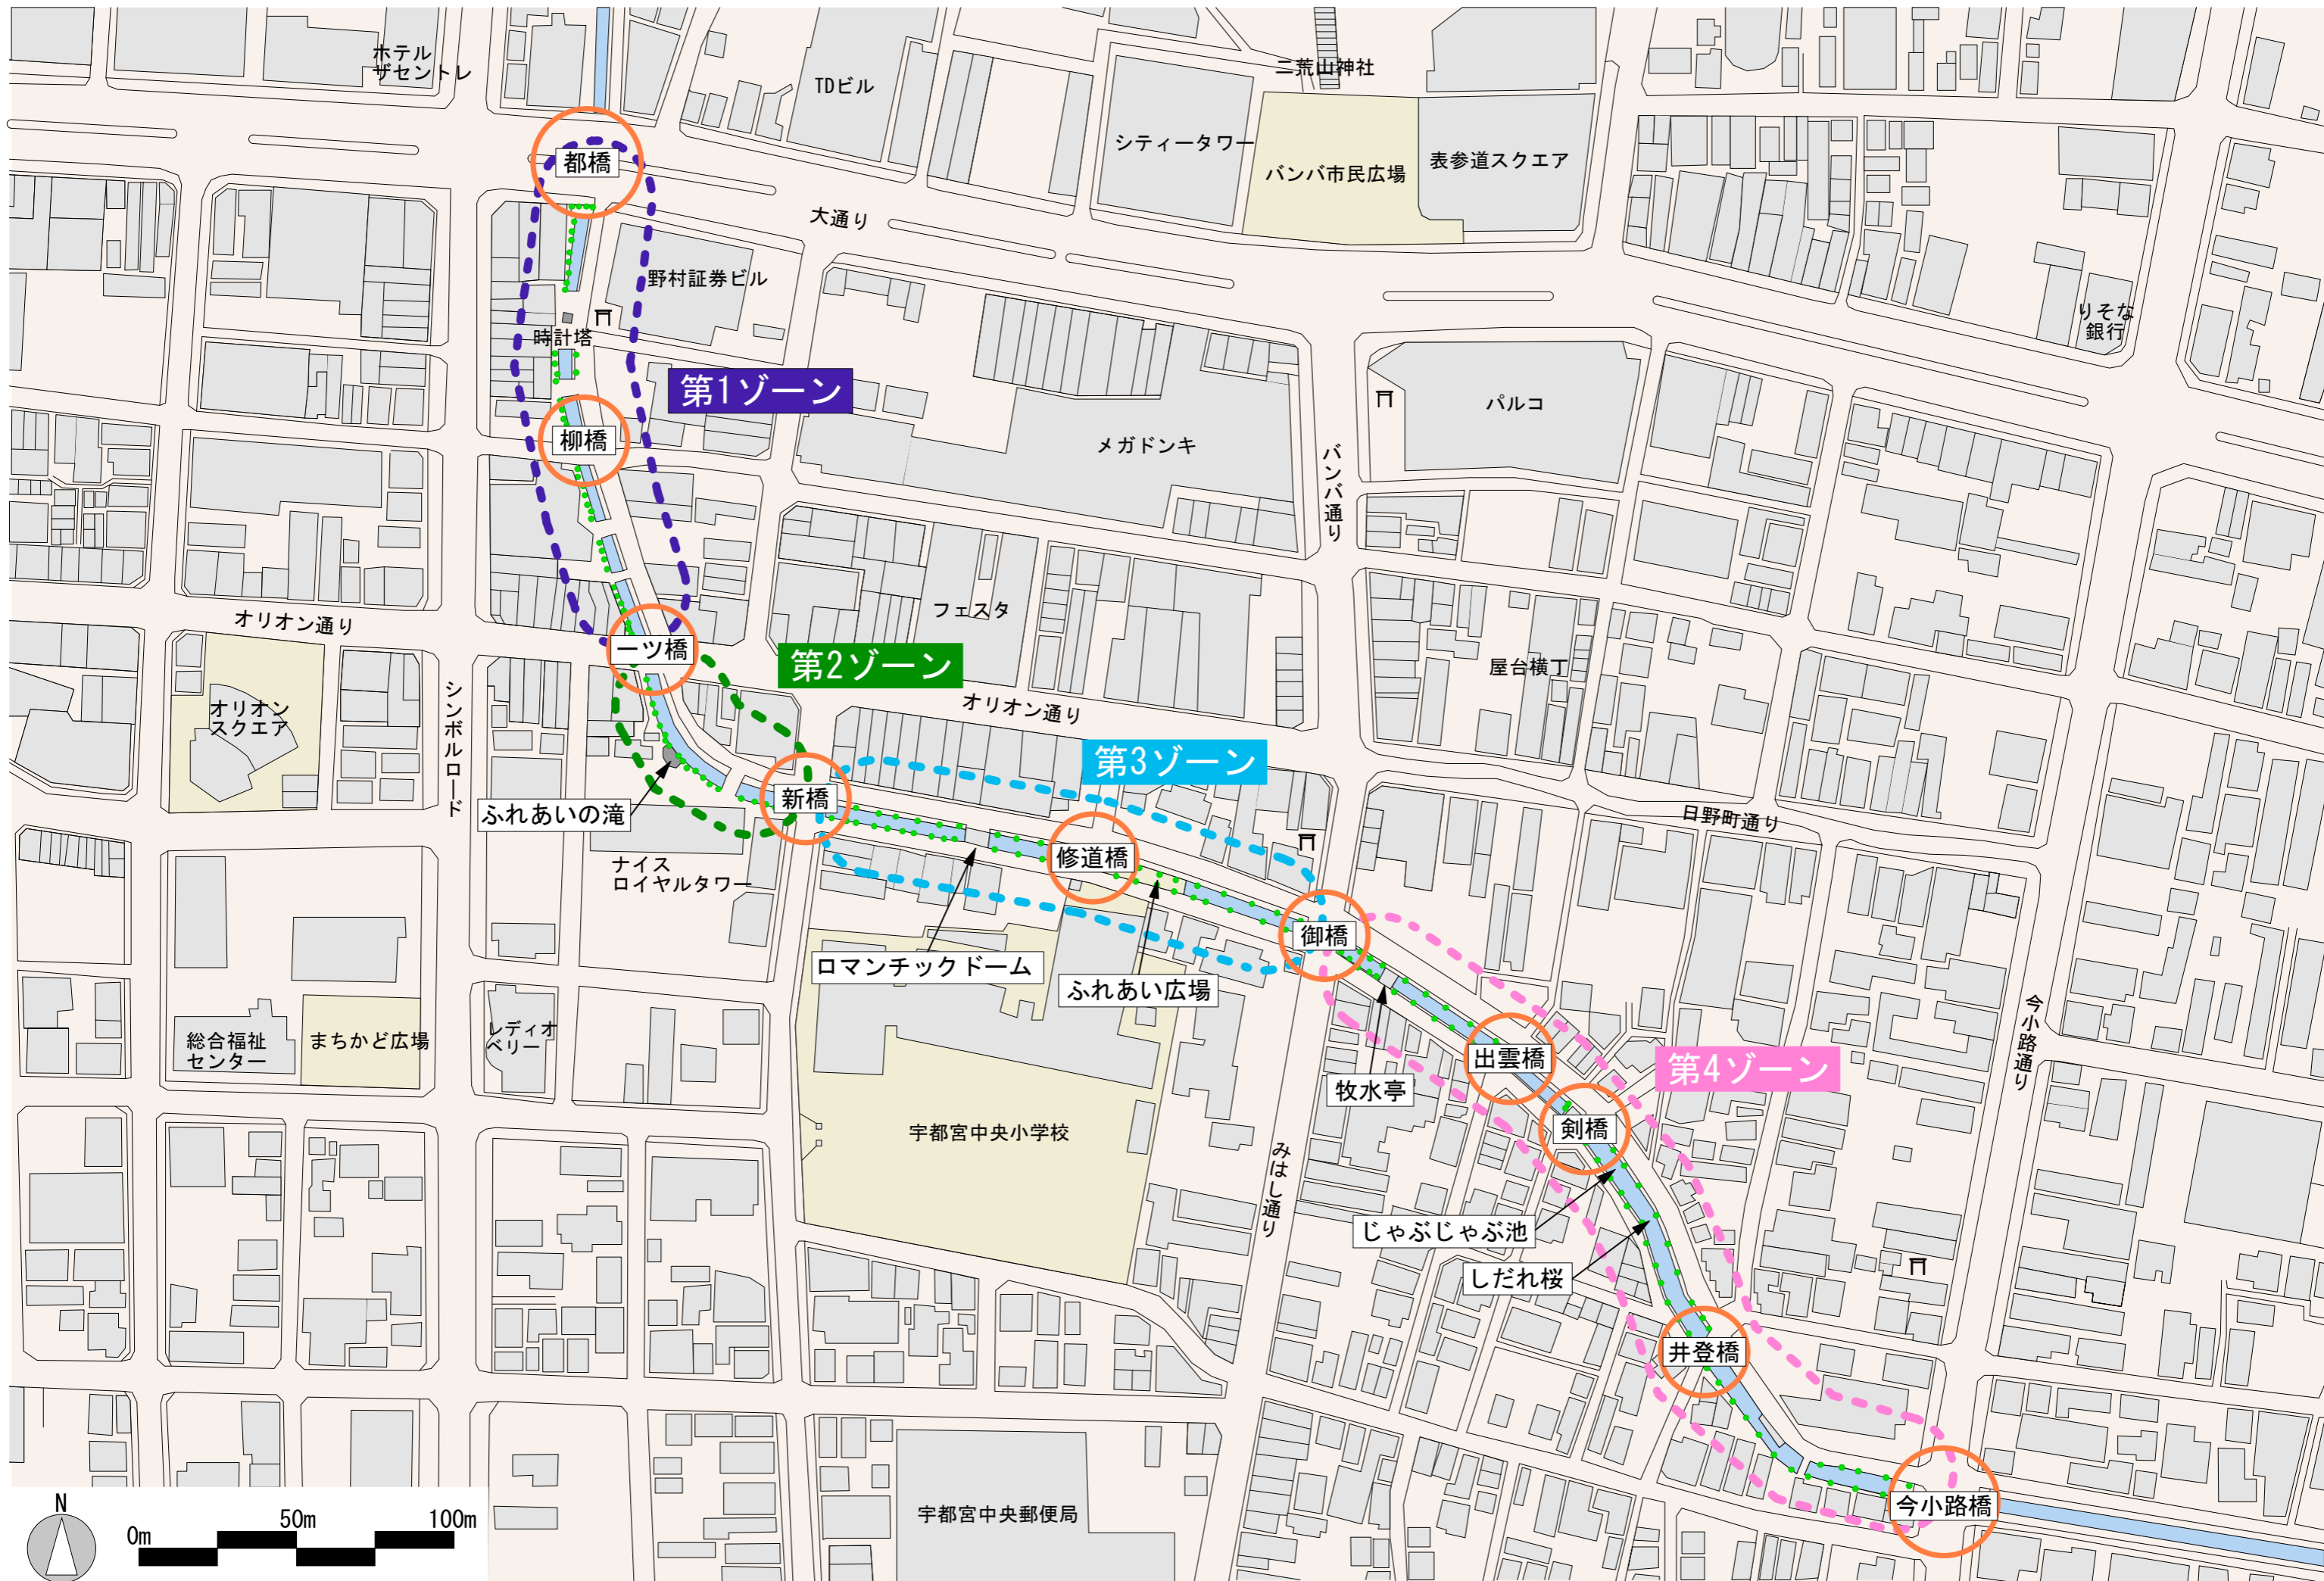 ホテル
ザセントレ
TDビル
二荒山神社
都橋
シティータワー
バンバ市民広場
表参道スクエア
大通り
野村証券ビル
時計塔
りそな
銀行
第1ゾーン
パルコ
柳橋
メガドンキ
バンバ通り
オリオン通り
フェスタ
一ツ橋
第2ゾーン
屋台横丁
オリオン
スクエア
シンボルロード
オリオン通り
第3ゾーン
ふれあいの滝
新橋
日野町通り
修道橋
ナイス
ロイヤルタワー
御橋
ロマンチックドーム
ふれあい広場
総合福祉
センター
まちかど広場
レディオ
ベリー
出雲橋
今小路通り
第4ゾーン
牧水亭
宇都宮中央小学校
剣橋
みはし通り
じゃぶじゃぶ池
しだれ桜
井登橋
N
0m
50m
100m
宇都宮中央郵便局
今小路橋